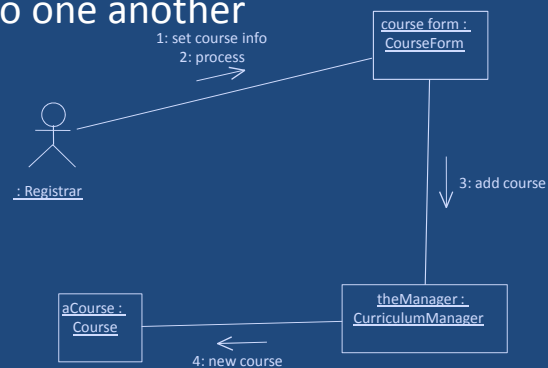 o one another
1: set course info
2: process
course form :
CourseForm
: Registrar
3: add course
theManager :
CurriculumManager
aCourse :
Course
4: new course